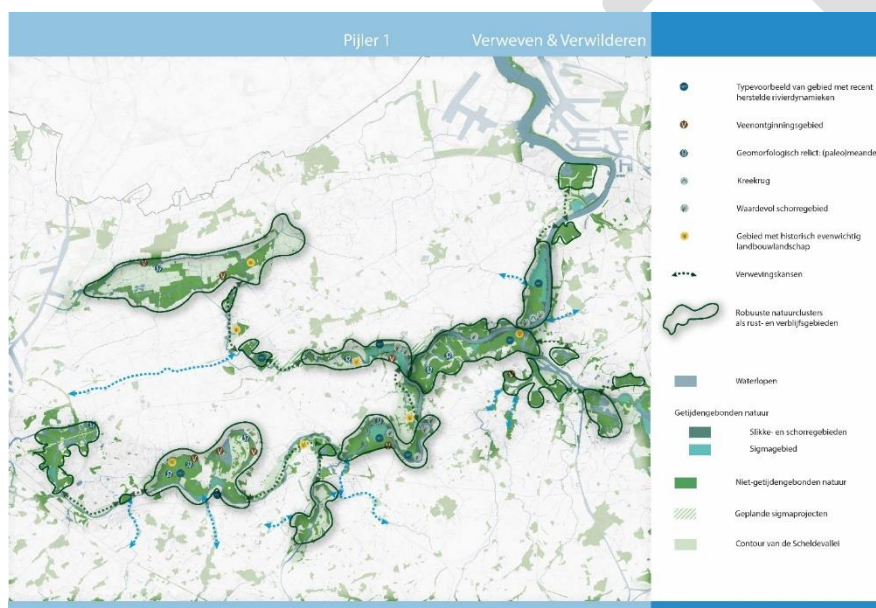 Pijler 1
Verweven & Verwilderen
Typevoorbeeld van gebied met recent
herstelde rivierdynamieken
Veenontginningsgebied
Geomorfologisch relict: (paleo)meande
Kreekrug
Waardevol schorregebied
Gebied met historisch evenwichtig
landbouwlandschap
Verwevingskansen
Robuuste natuurclusters
als rust- en verblijfsgebieden
Waterlopen
Getijdengebonden natuur
Slikke- en schorregebieden
Sigmagebied
Niet-getijdengebonden natuur
Geplande sigmaprojecten
Contour van de Scheldevallei